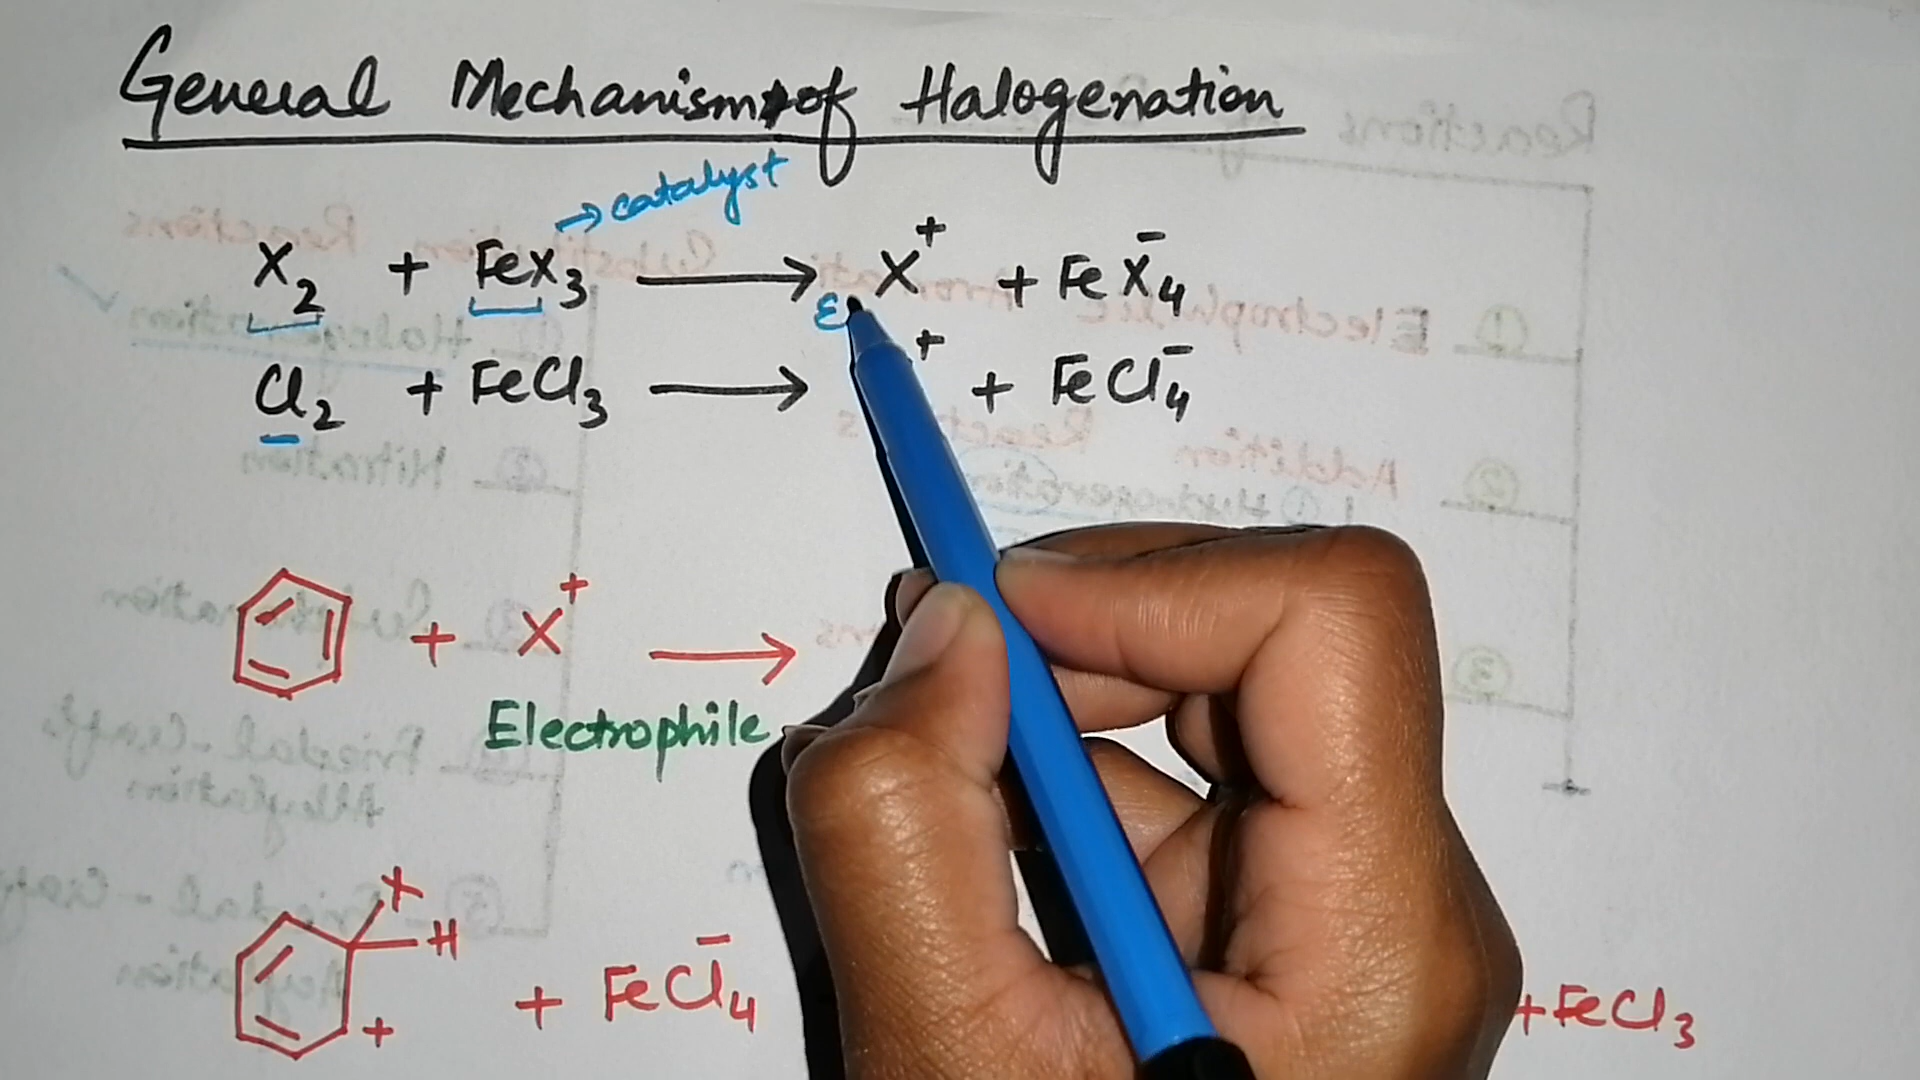 General Mechanism of Halogenation
→ catalyst
X₂ + FeX₃ ⟶ X⁺ + FeX₄⁻
E
Cl₂ + FeCl₃ ⟶ ⁺ + FeCl₄⁻
+ X⁺ ⟶
Electrophile
X
H
+
+ FeCl₄⁻
+ FeCl₃